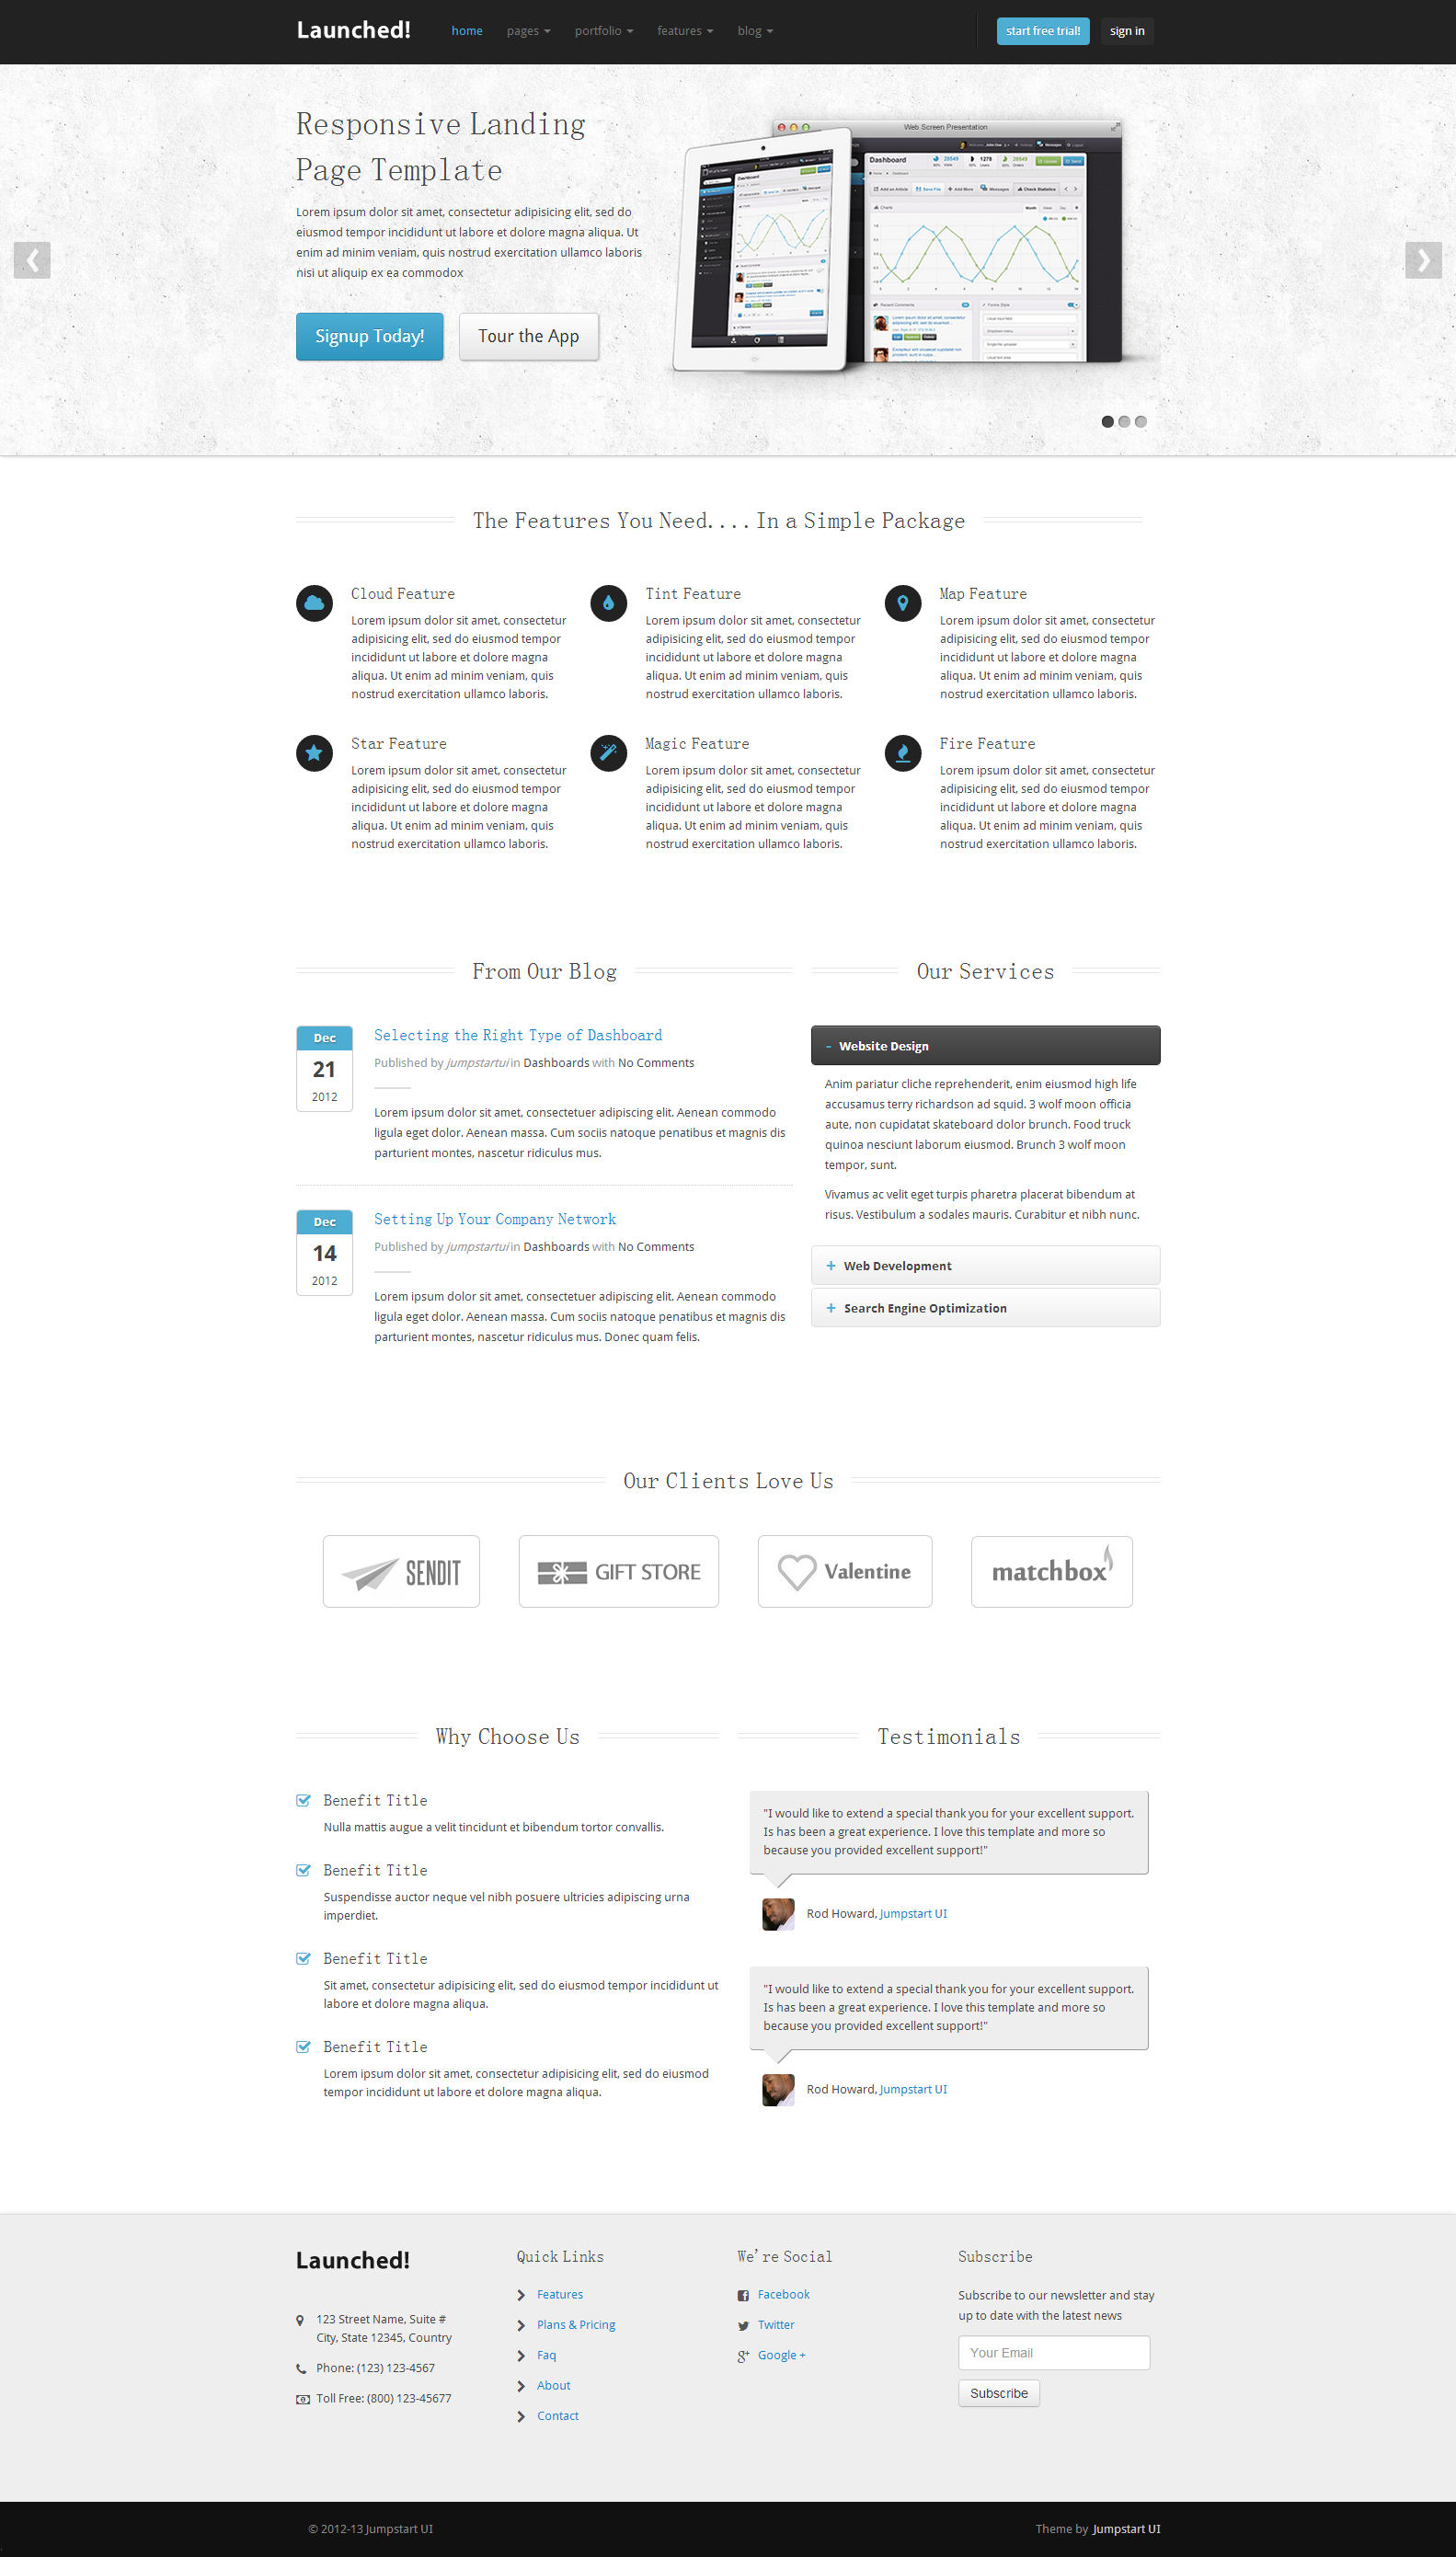 Launched!
home
pages
portfolio
features
blog
start free trial!
sign in
Responsive Landing
Page Template
Lorem ipsum dolor sit amet, consectetur adipisicing elit, sed do
eiusmod tempor incididunt ut labore et dolore magna aliqua. Ut
enim ad minim veniam, quis nostrud exercitation ullamco laboris
nisi ut aliquip ex ea commodox
Signup Today!
Tour the App
Web Screen Presentation
Dashboard
The Features You Need.... In a Simple Package
Cloud Feature
Lorem ipsum dolor sit amet, consectetur
adipisicing elit, sed do eiusmod tempor
incididunt ut labore et dolore magna
aliqua. Ut enim ad minim veniam, quis
nostrud exercitation ullamco laboris.
Tint Feature
Lorem ipsum dolor sit amet, consectetur
adipisicing elit, sed do eiusmod tempor
incididunt ut labore et dolore magna
aliqua. Ut enim ad minim veniam, quis
nostrud exercitation ullamco laboris.
Map Feature
Lorem ipsum dolor sit amet, consectetur
adipisicing elit, sed do eiusmod tempor
incididunt ut labore et dolore magna
aliqua. Ut enim ad minim veniam, quis
nostrud exercitation ullamco laboris.
Star Feature
Lorem ipsum dolor sit amet, consectetur
adipisicing elit, sed do eiusmod tempor
incididunt ut labore et dolore magna
aliqua. Ut enim ad minim veniam, quis
nostrud exercitation ullamco laboris.
Magic Feature
Lorem ipsum dolor sit amet, consectetur
adipisicing elit, sed do eiusmod tempor
incididunt ut labore et dolore magna
aliqua. Ut enim ad minim veniam, quis
nostrud exercitation ullamco laboris.
Fire Feature
Lorem ipsum dolor sit amet, consectetur
adipisicing elit, sed do eiusmod tempor
incididunt ut labore et dolore magna
aliqua. Ut enim ad minim veniam, quis
nostrud exercitation ullamco laboris.
From Our Blog
Dec
21
2012
Selecting the Right Type of Dashboard
Published by jumpstartui in Dashboards with No Comments
Lorem ipsum dolor sit amet, consectetuer adipiscing elit. Aenean commodo
ligula eget dolor. Aenean massa. Cum sociis natoque penatibus et magnis dis
parturient montes, nascetur ridiculus mus.
Dec
14
2012
Setting Up Your Company Network
Published by jumpstartui in Dashboards with No Comments
Lorem ipsum dolor sit amet, consectetuer adipiscing elit. Aenean commodo
ligula eget dolor. Aenean massa. Cum sociis natoque penatibus et magnis dis
parturient montes, nascetur ridiculus mus. Donec quam felis.
Our Services
- Website Design
Anim pariatur cliche reprehenderit, enim eiusmod high life
accusamus terry richardson ad squid. 3 wolf moon officia
aute, non cupidatat skateboard dolor brunch. Food truck
quinoa nesciunt laborum eiusmod. Brunch 3 wolf moon
tempor, sunt.
Vivamus ac velit eget turpis pharetra placerat bibendum at
risus. Vestibulum a sodales mauris. Curabitur et nibh nunc.
+ Web Development
+ Search Engine Optimization
Our Clients Love Us
SENDIT
GIFT STORE
Valentine
matchbox
Why Choose Us
Benefit Title
Nulla mattis augue a velit tincidunt et bibendum tortor convallis.
Benefit Title
Suspendisse auctor neque vel nibh posuere ultricies adipiscing urna
imperdiet.
Benefit Title
Sit amet, consectetur adipisicing elit, sed do eiusmod tempor incididunt ut
labore et dolore magna aliqua.
Benefit Title
Lorem ipsum dolor sit amet, consectetur adipisicing elit, sed do eiusmod
tempor incididunt ut labore et dolore magna aliqua.
Testimonials
"I would like to extend a special thank you for your excellent support.
Is has been a great experience. I love this template and more so
because you provided excellent support!"
Rod Howard, Jumpstart UI
"I would like to extend a special thank you for your excellent support.
Is has been a great experience. I love this template and more so
because you provided excellent support!"
Rod Howard, Jumpstart UI
Launched!
123 Street Name, Suite #
City, State 12345, Country
Phone: (123) 123-4567
Toll Free: (800) 123-45677
Quick Links
Features
Plans & Pricing
Faq
About
Contact
We're Social
Facebook
Twitter
Google +
Subscribe
Subscribe to our newsletter and stay
up to date with the latest news
Your Email
Subscribe
© 2012-13 Jumpstart UI
Theme by Jumpstart UI